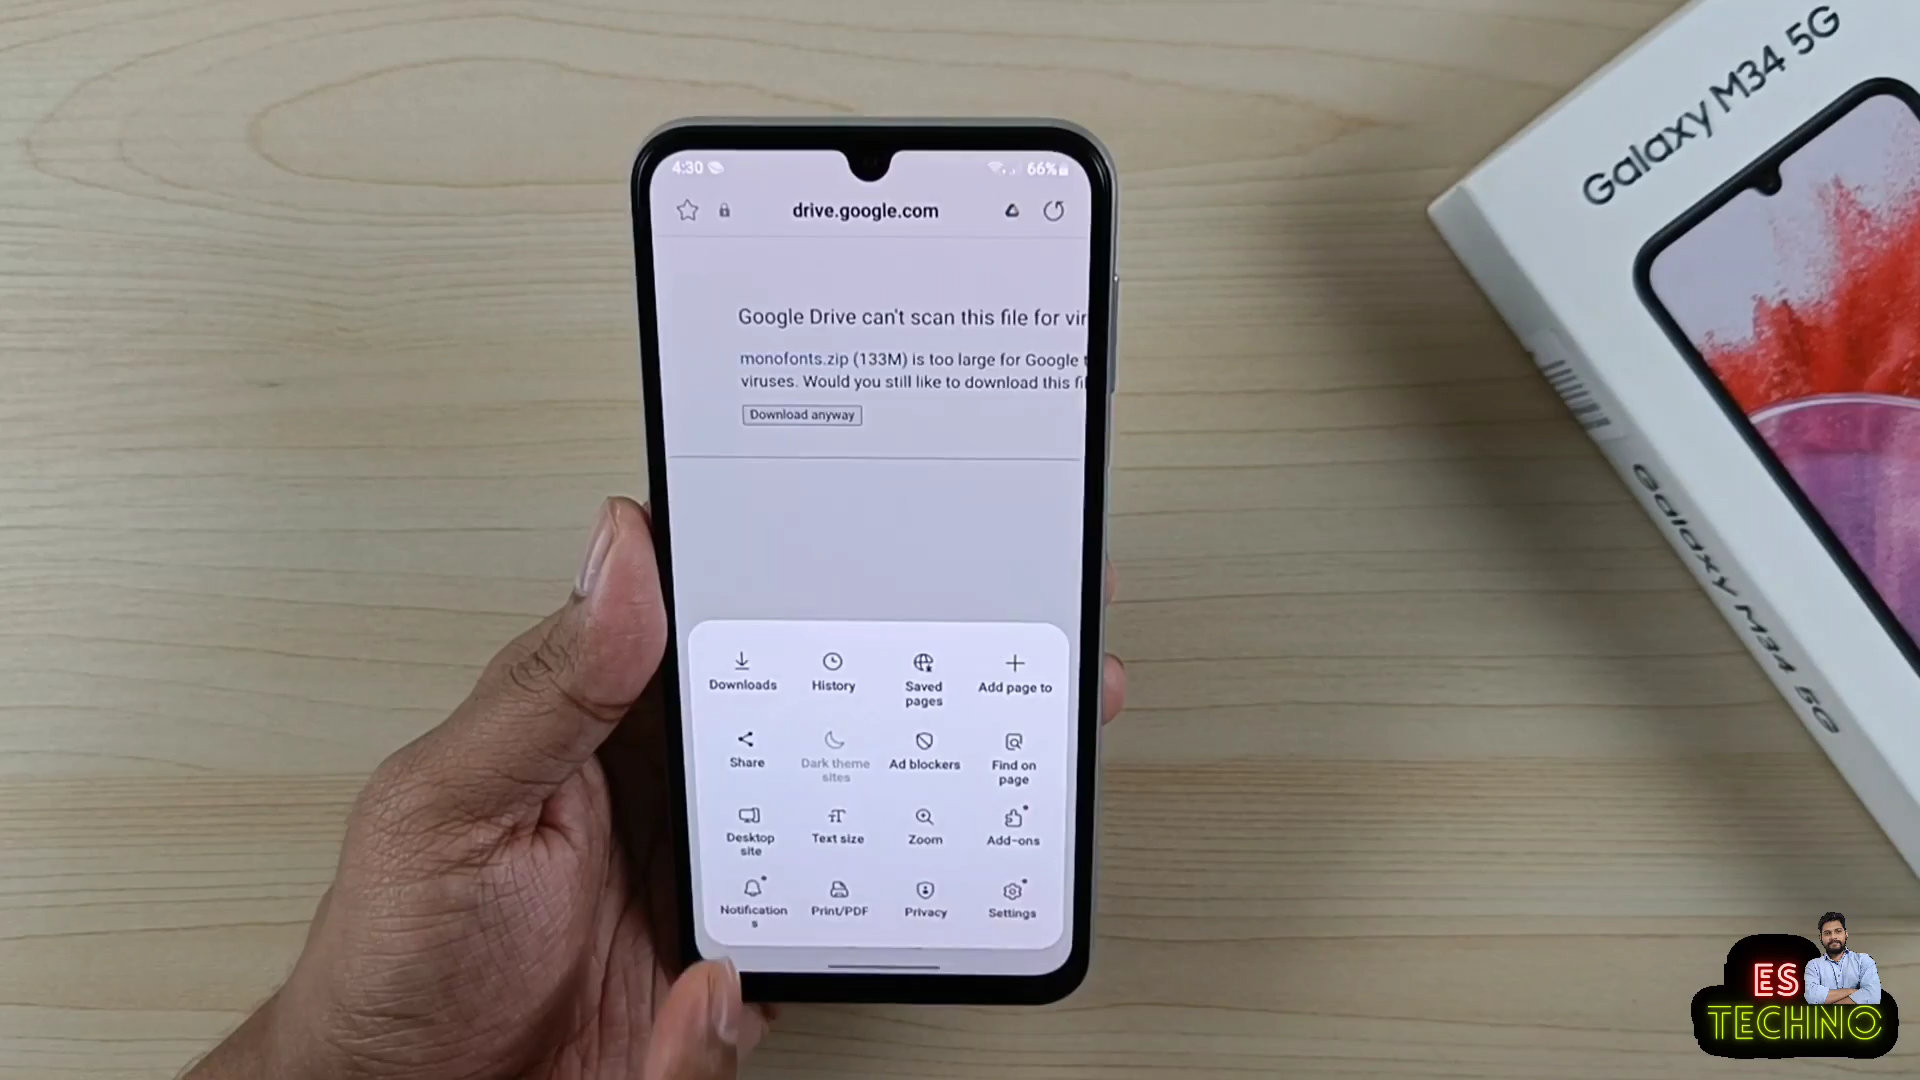 4:30
66%
drive.google.com
Google Drive can't scan this file for vir
monofonts.zip (133M) is too large for Google t
viruses. Would you still like to download this fi
Download anyway
Downloads
History
Saved
pages
Add page to
Share
Dark theme
sites
Ad blockers
Find on
page
Desktop
site
Text size
Zoom
Add-ons
Notification
s
Print/PDF
Privacy
Settings
Galaxy M34 5G
Galaxy M34 5G
ES
TECHNO